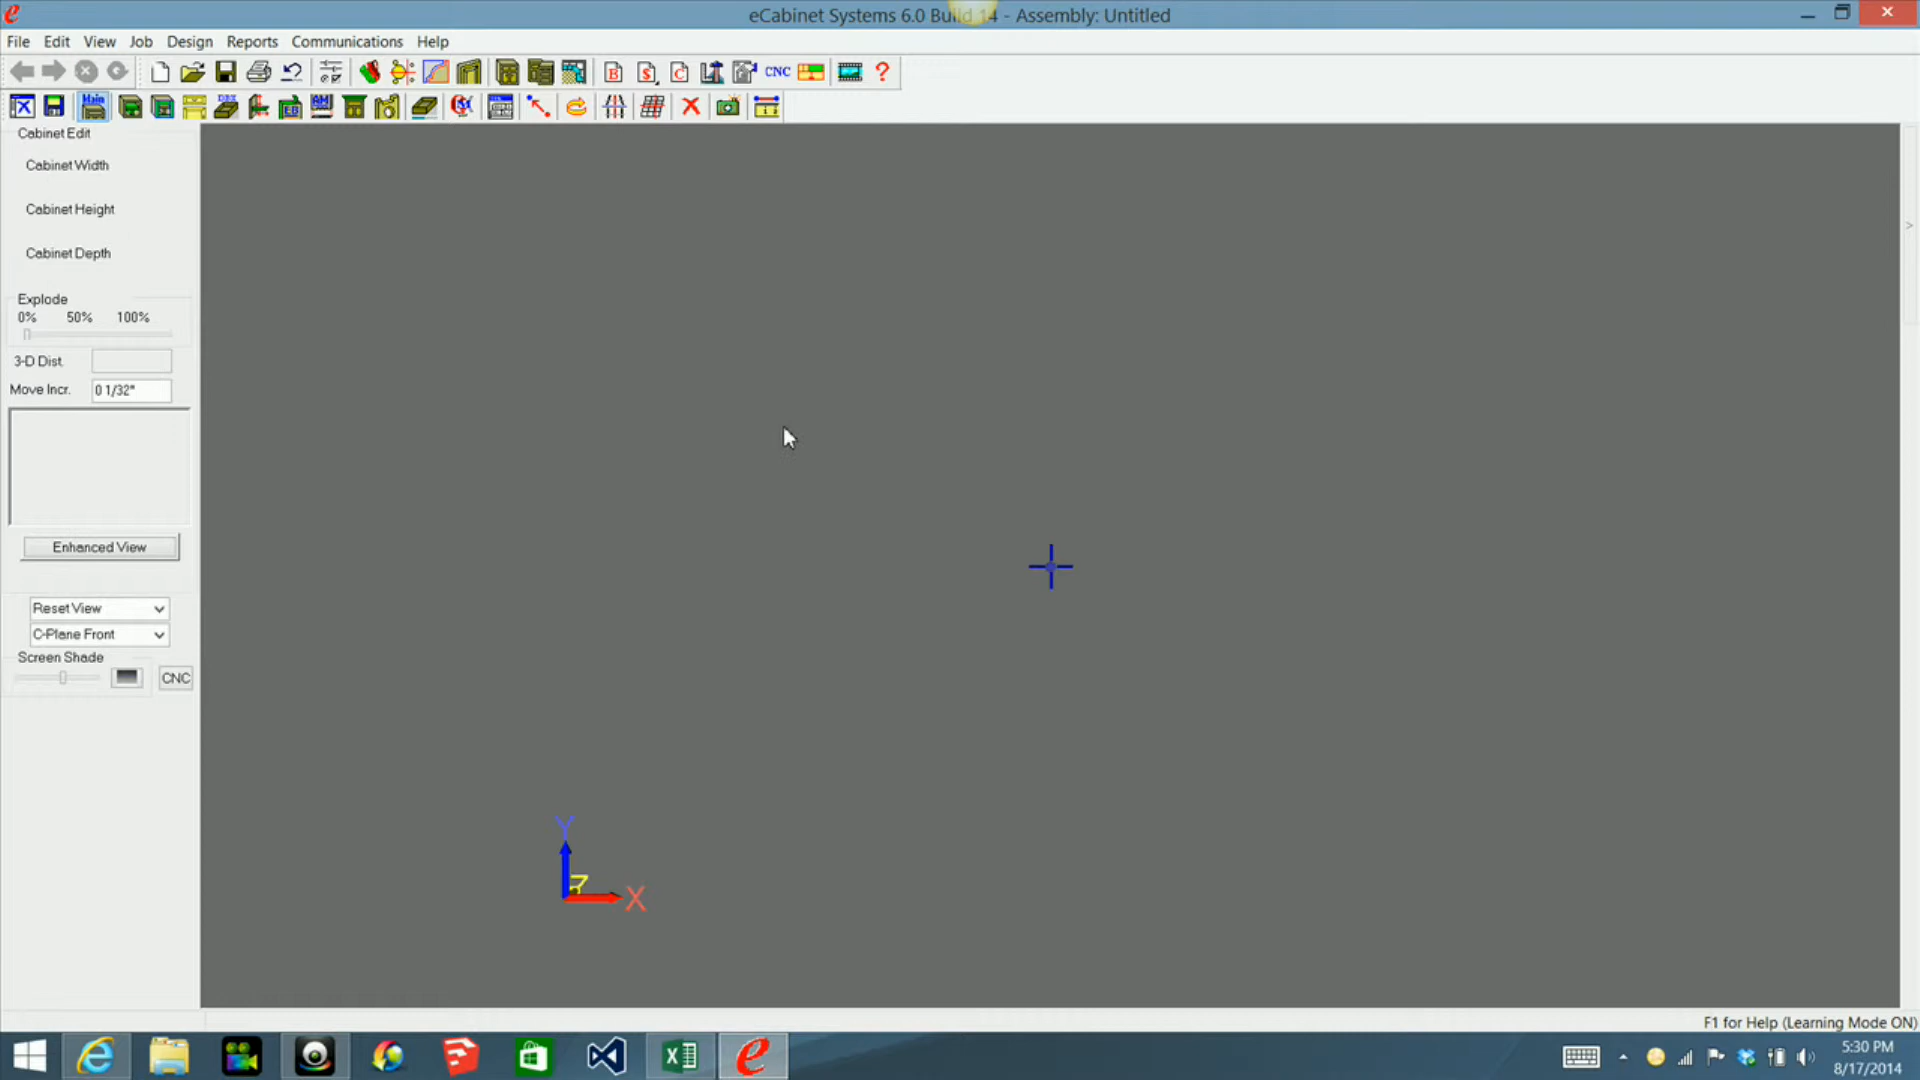 eCabinet Systems 6.0 Build 14 - Assembly: Untitled
File Edit View Job Design Reports Communications Help
B $ C CNC ?
Main EB
Cabinet Edit
Cabinet Width
Cabinet Height
Cabinet Depth
Explode
0% 50% 100%
3-D Dist.
Move Incr. 0 1/32"
Enhanced View
Reset View
C-Plane Front
Screen Shade
CNC
Y
X
F1 for Help (Learning Mode ON)
5:30 PM
8/17/2014